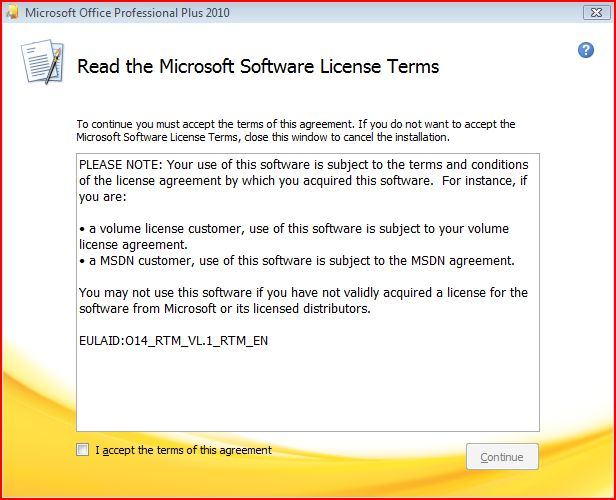 Microsoft Office Professional Plus 2010
Read the Microsoft Software License Terms
To continue you must accept the terms of this agreement. If you do not want to accept the
Microsoft Software License Terms, close this window to cancel the installation.
PLEASE NOTE: Your use of this software is subject to the terms and conditions
of the license agreement by which you acquired this software.  For instance, if
you are:
• a volume license customer, use of this software is subject to your volume
license agreement.
• a MSDN customer, use of this software is subject to the MSDN agreement.
You may not use this software if you have not validly acquired a license for the
software from Microsoft or its licensed distributors.
EULAID:O14_RTM_VL.1_RTM_EN
I accept the terms of this agreement
Continue